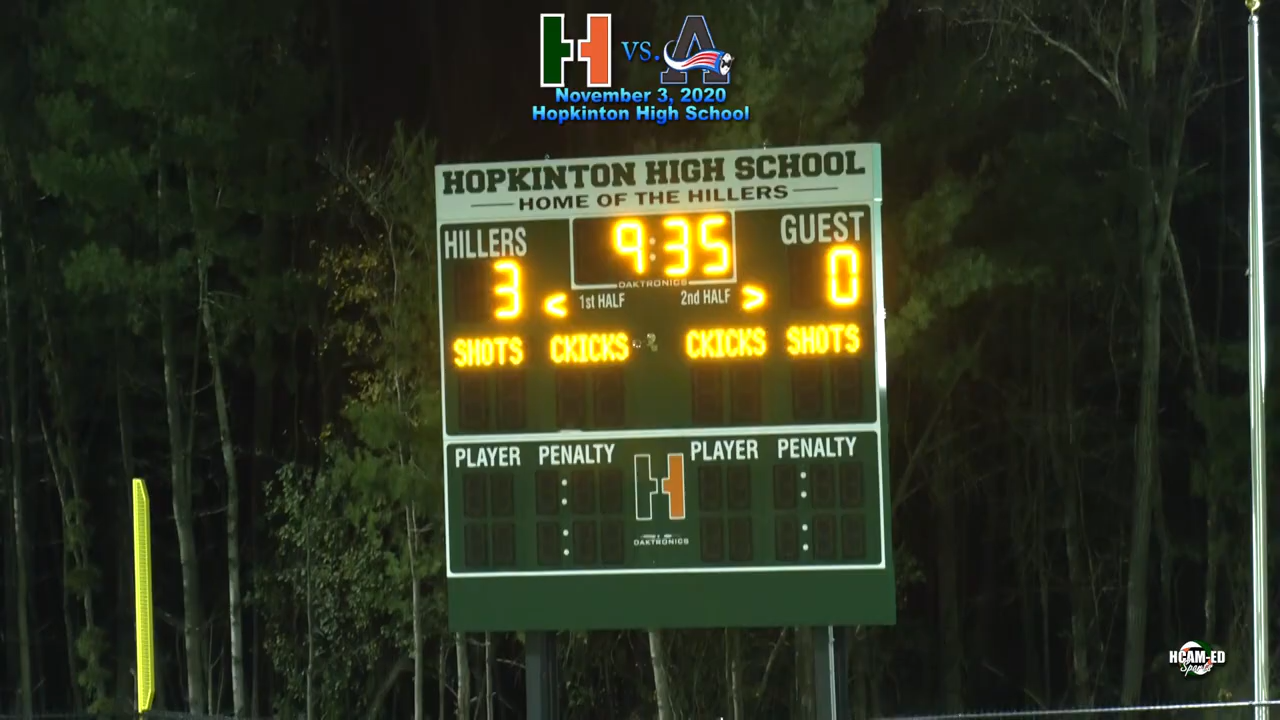 H vs. A
November 3, 2020
Hopkinton High School
HOPKINTON HIGH SCHOOL
HOME OF THE HILLERS
HILLERS 9:35 GUEST
3 < 1st HALF 2nd HALF > 0
DAKTRONICS
SHOTS CKICKS CKICKS SHOTS
PLAYER PENALTY PLAYER PENALTY
H
DAKTRONICS
HCAM-ED
Sports